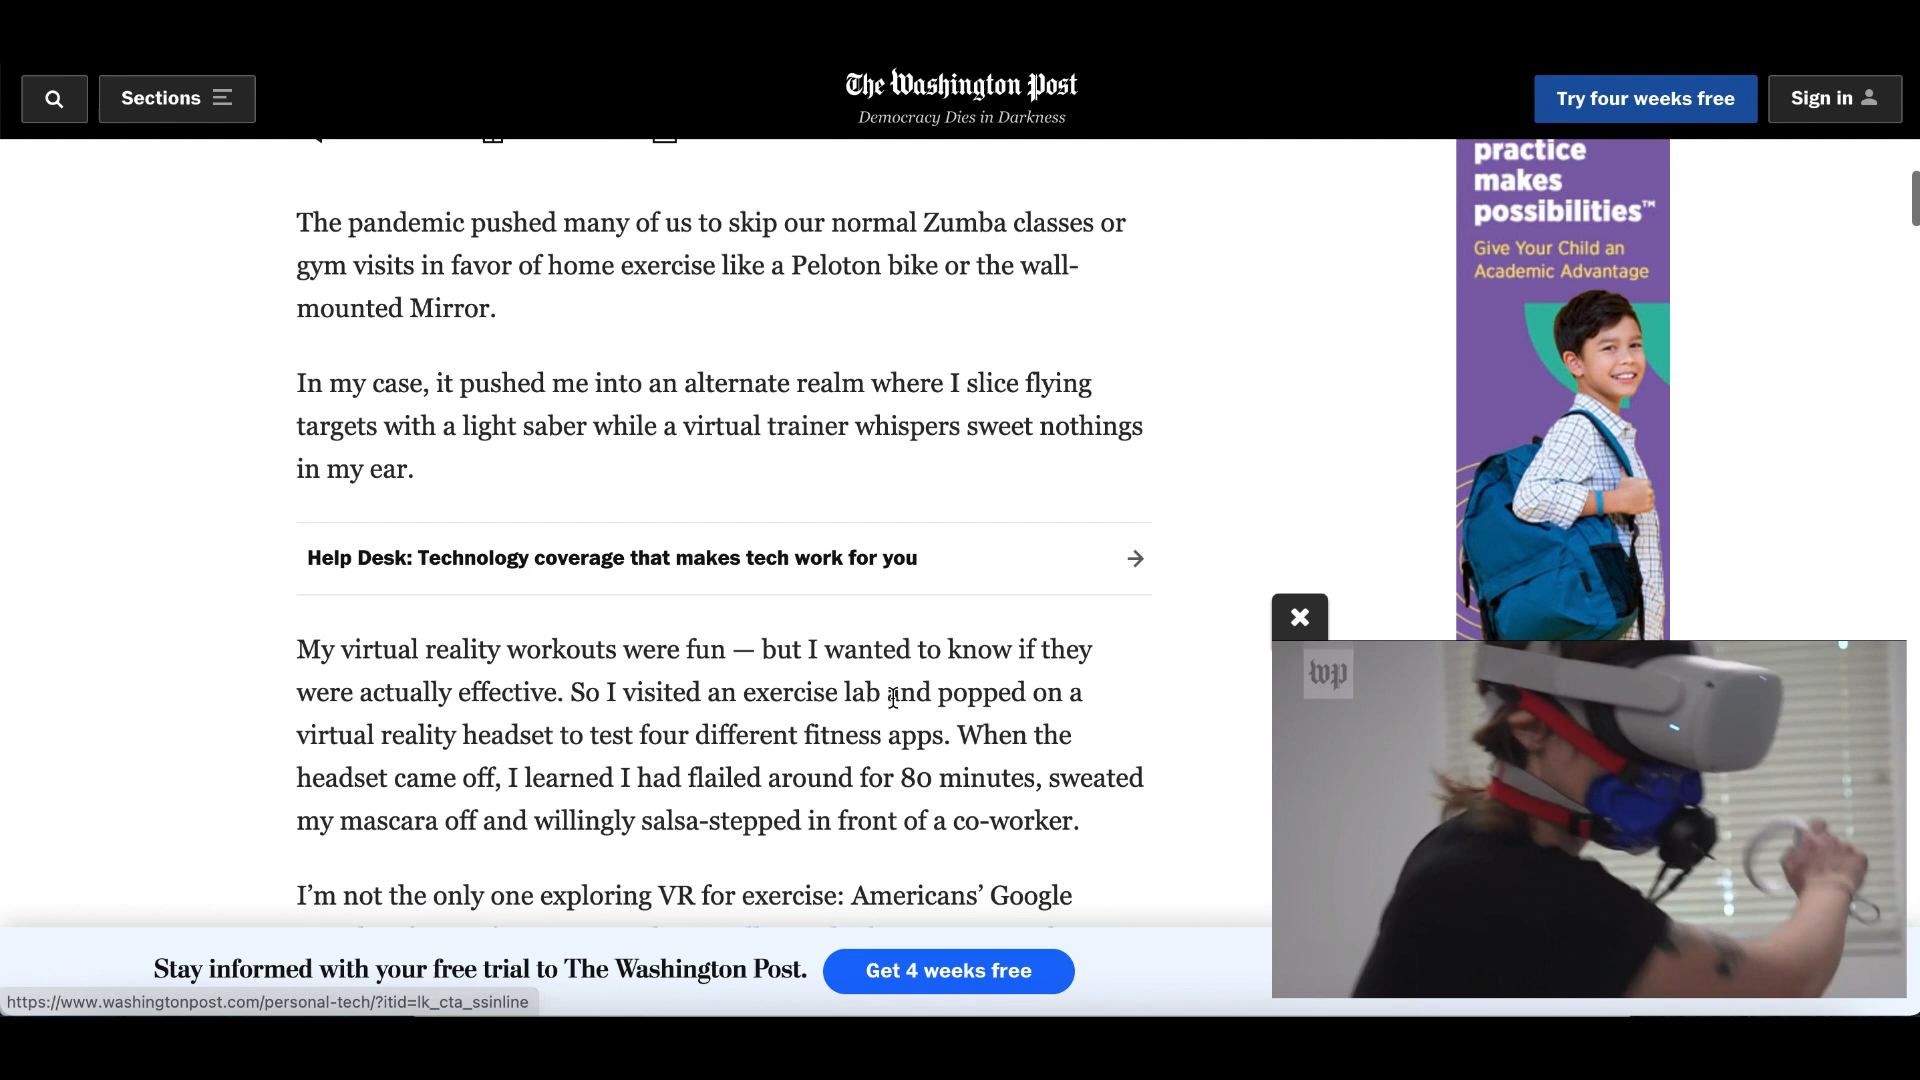 Sections
The Washington Post
Democracy Dies in Darkness
Try four weeks free
Sign in
The pandemic pushed many of us to skip our normal Zumba classes or
gym visits in favor of home exercise like a Peloton bike or the wall-
mounted Mirror.
In my case, it pushed me into an alternate realm where I slice flying
targets with a light saber while a virtual trainer whispers sweet nothings
in my ear.
Help Desk: Technology coverage that makes tech work for you
My virtual reality workouts were fun — but I wanted to know if they
were actually effective. So I visited an exercise lab and popped on a
virtual reality headset to test four different fitness apps. When the
headset came off, I learned I had flailed around for 80 minutes, sweated
my mascara off and willingly salsa-stepped in front of a co-worker.
I’m not the only one exploring VR for exercise: Americans’ Google
practice
makes
possibilities™
Give Your Child an
Academic Advantage
wp
Stay informed with your free trial to The Washington Post.
Get 4 weeks free
https://www.washingtonpost.com/personal-tech/?itid=lk_cta_ssinline